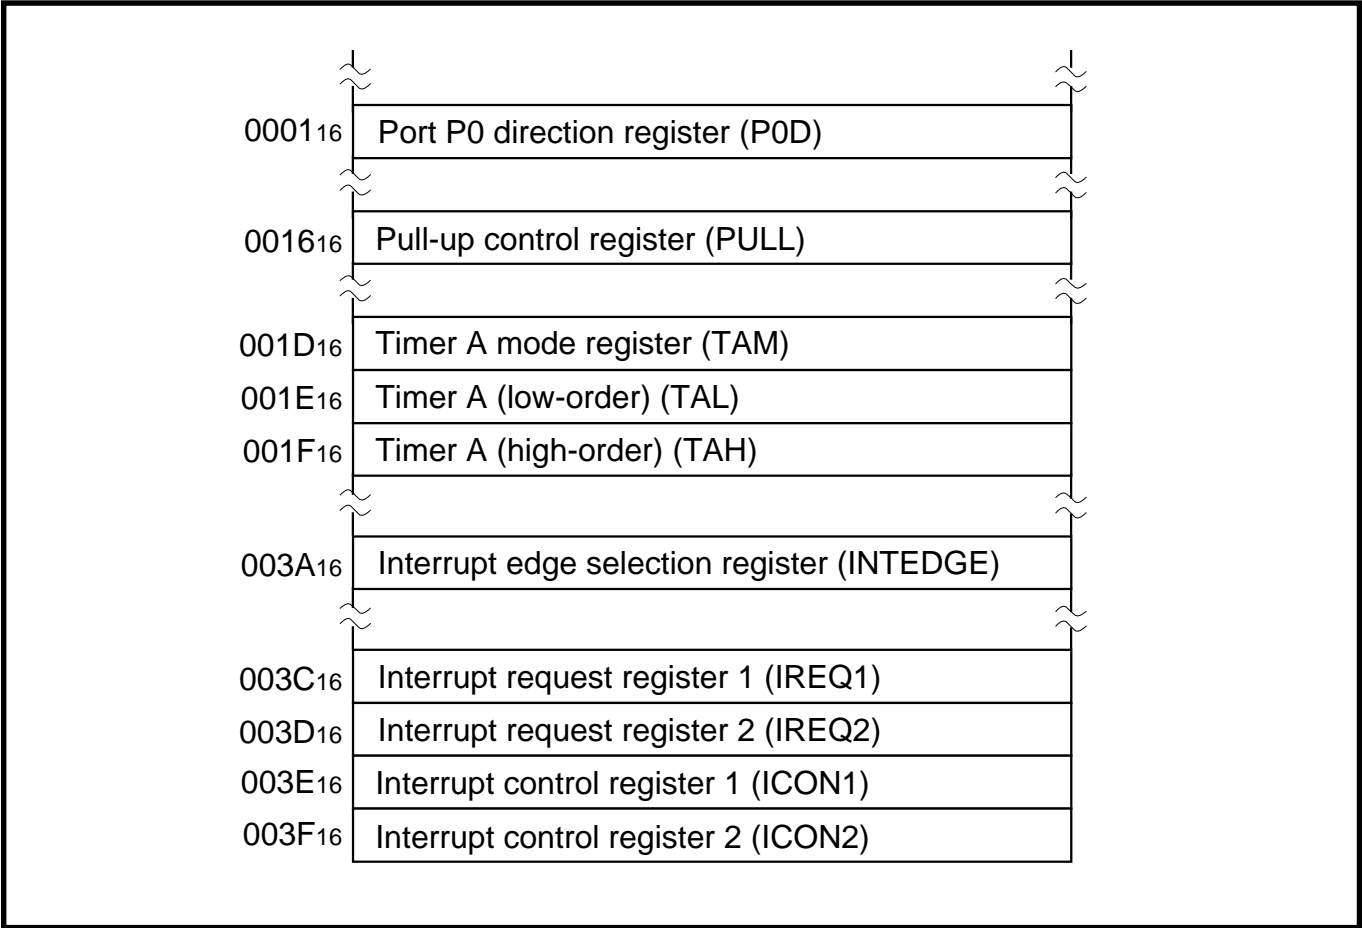 0001₁₆ Port P0 direction register (P0D)
0016₁₆ Pull-up control register (PULL)
001D₁₆ Timer A mode register (TAM)
001E₁₆ Timer A (low-order) (TAL)
001F₁₆ Timer A (high-order) (TAH)
003A₁₆ Interrupt edge selection register (INTEDGE)
003C₁₆ Interrupt request register 1 (IREQ1)
003D₁₆ Interrupt request register 2 (IREQ2)
003E₁₆ Interrupt control register 1 (ICON1)
003F₁₆ Interrupt control register 2 (ICON2)